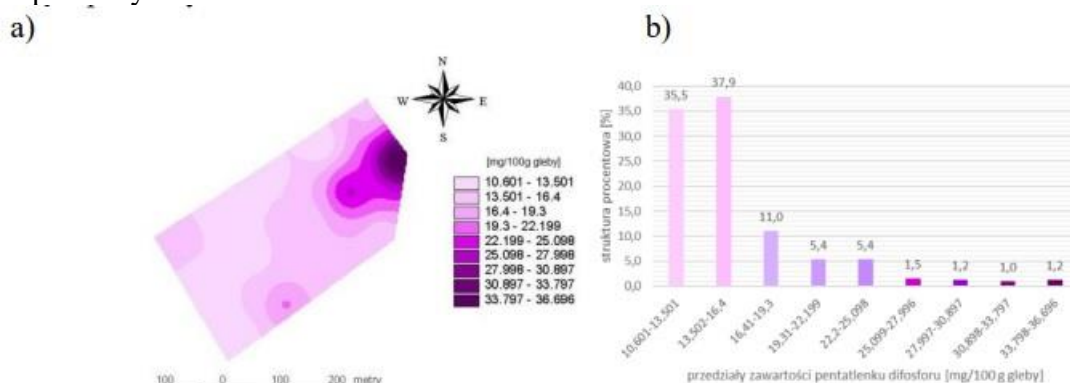 a)
N
W E
S
[mg/100g gleby]
10.601 - 13.501
13.501 - 16.4
16.4 - 19.3
19.3 - 22.199
22.199 - 25.098
25.098 - 27.998
27.998 - 30.897
30.897 - 33.797
33.797 - 36.696
100 0 100 200 metry
b)
struktura procentowa [%]
40,0
35,0
30,0
25,0
20,0
15,0
10,0
5,0
0,0
35,5
37,9
11,0
5,4
5,4
1,5
1,2
1,0
1,2
10,601-13,501
13,502-16,4
16,41-19,3
19,31-22,199
22,2-25,098
25,099-27,996
27,997-30,897
30,898-33,797
33,798-36,696
przedziały zawartości pentatlenku difosforu [mg/100 g gleby]